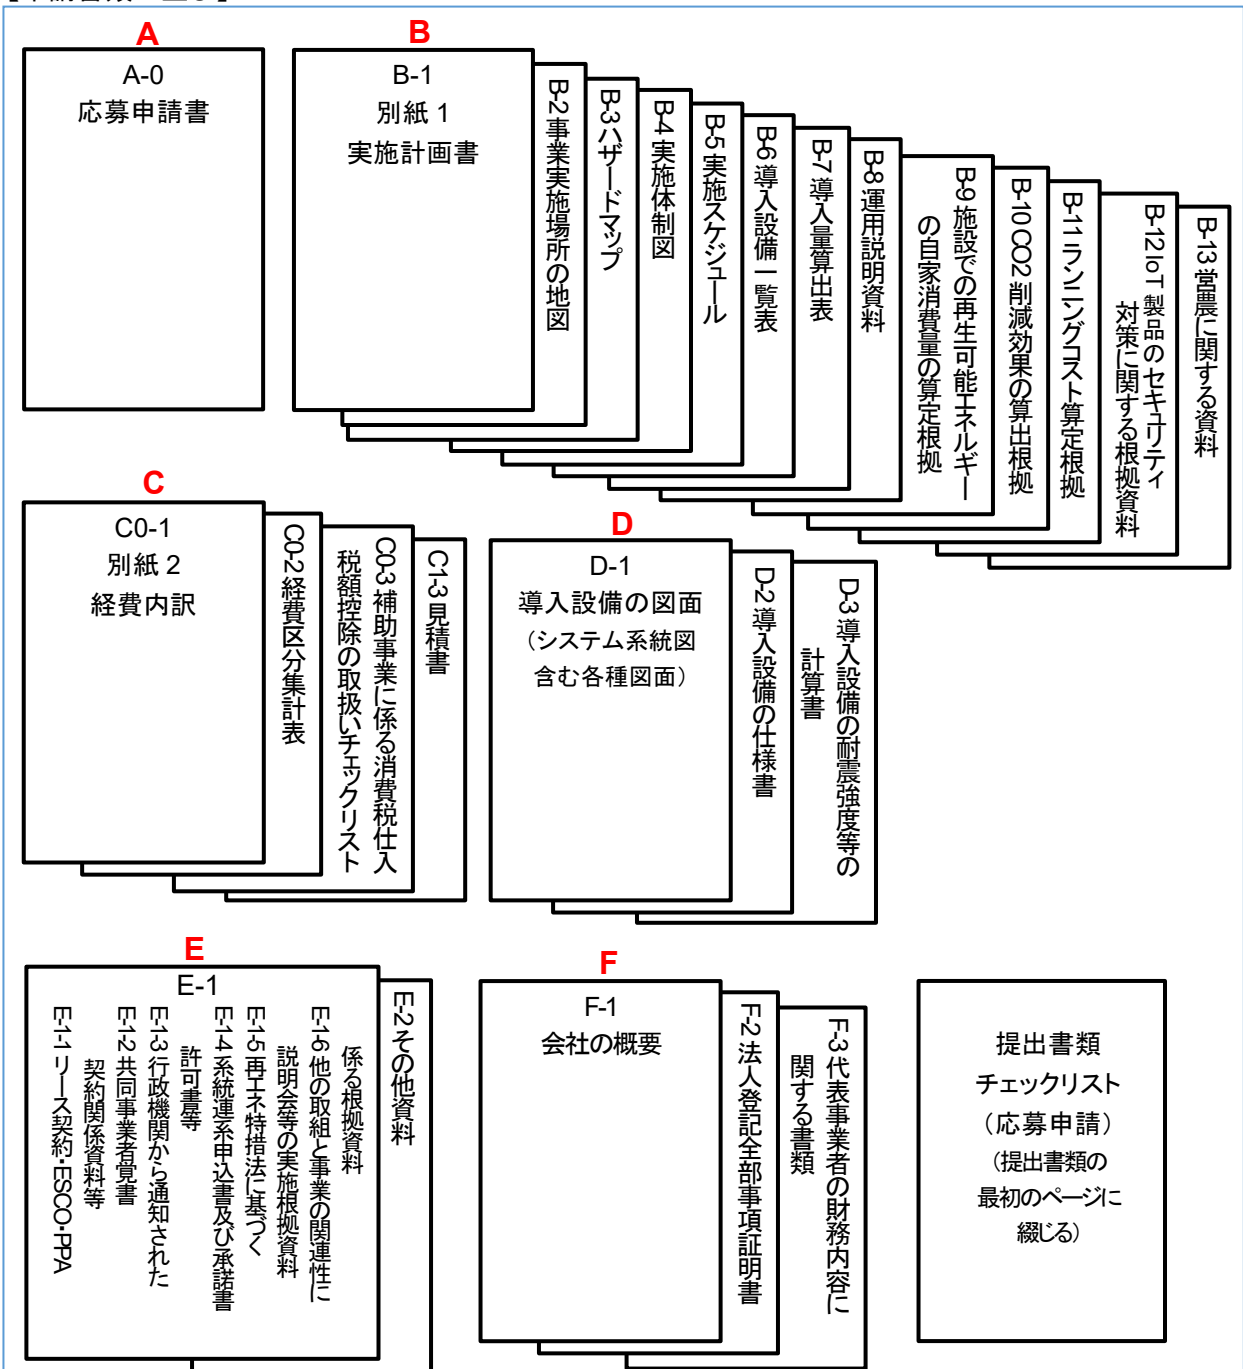 A
A-0
応募申請書
B
B-1
別紙 1
実施計画書
B-2 事業実施場所の地図
B-3 ハザードマップ
B-4 実施体制図
B-5 実施スケジュール
B-6 導入設備一覧表
B-7 導入量算出表
B-8 運用説明資料
B-9 施設での再生可能エネルギー
の自家消費量の算定根拠
B-10 CO2 削減効果の算出根拠
B-11 ランニングコスト算定根拠
B-12 IoT 製品のセキュリティ
対策に関する根拠資料
B-13 営農に関する資料
C
C0-1
別紙 2
経費内訳
C0-2 経費区分集計表
C0-3 補助事業に係る消費税仕入
税額控除の取扱いチェックリスト
C1-3 見積書
D
D-1
導入設備の図面
(システム系統図
含む各種図面)
D-2 導入設備の仕様書
D-3 導入設備の耐震強度等の
計算書
E
E-1
E-1-1 リース契約・ESCO・PPA
契約関係資料等
E-1-2 共同事業者覚書
E-1-3 行政機関から通知された
許可書等
E-1-4 系統連系申込書及び承諾書
E-1-5 再エネ特措法に基づく
説明会等の実施根拠資料
E-1-6 他の取組と事業の関連性に
係る根拠資料
E-2 その他資料
F
F-1
会社の概要
F-2 法人登記全部事項証明書
F-3 代表事業者の財務内容に
関する書類
提出書類
チェックリスト
(応募申請)
(提出書類の
最初のページに
綴じる)